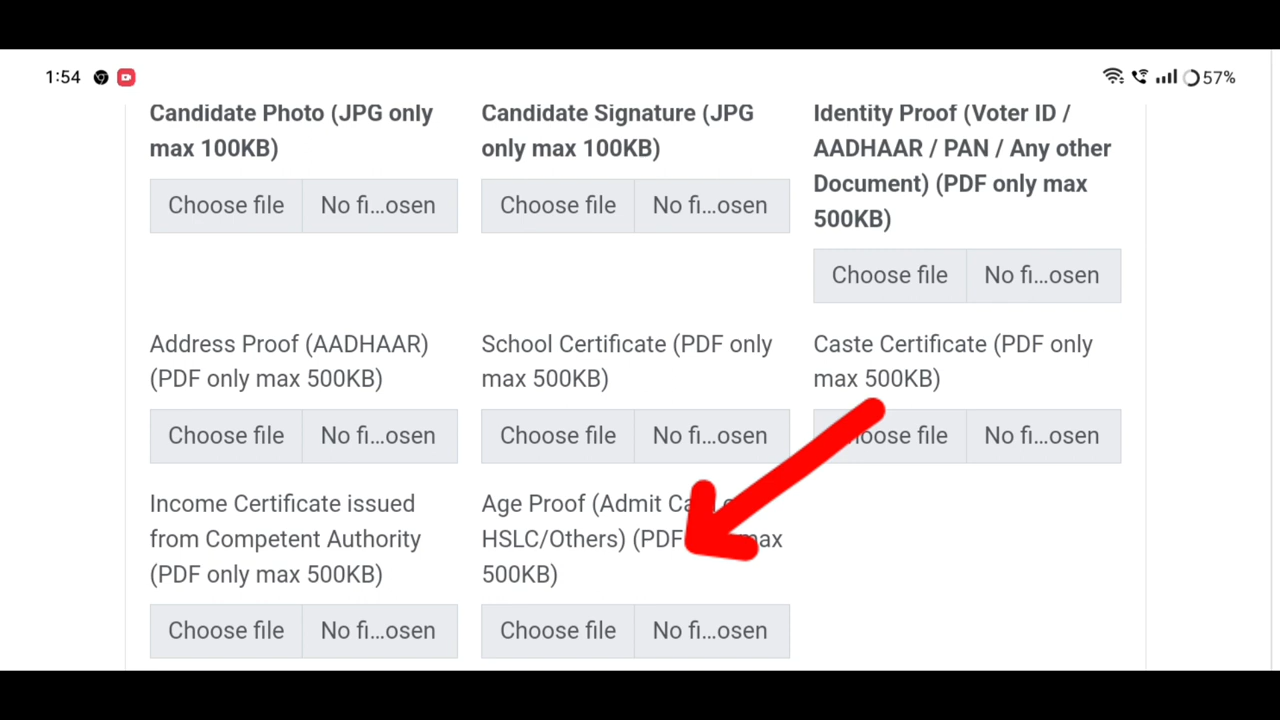 1:54
57%
Candidate Photo (JPG only
max 100KB)
Choose file No fi...osen
Candidate Signature (JPG
only max 100KB)
Choose file No fi...osen
Identity Proof (Voter ID /
AADHAAR / PAN / Any other
Document) (PDF only max
500KB)
Choose file No fi...osen
Address Proof (AADHAAR)
(PDF only max 500KB)
Choose file No fi...osen
School Certificate (PDF only
max 500KB)
Choose file No fi...osen
Caste Certificate (PDF only
max 500KB)
file No fi...osen
Income Certificate issued
from Competent Authority
(PDF only max 500KB)
Choose file No fi...osen
Age Proof (Admit
HSLC/Others) (PDF max
500KB)
Choose file No fi...osen